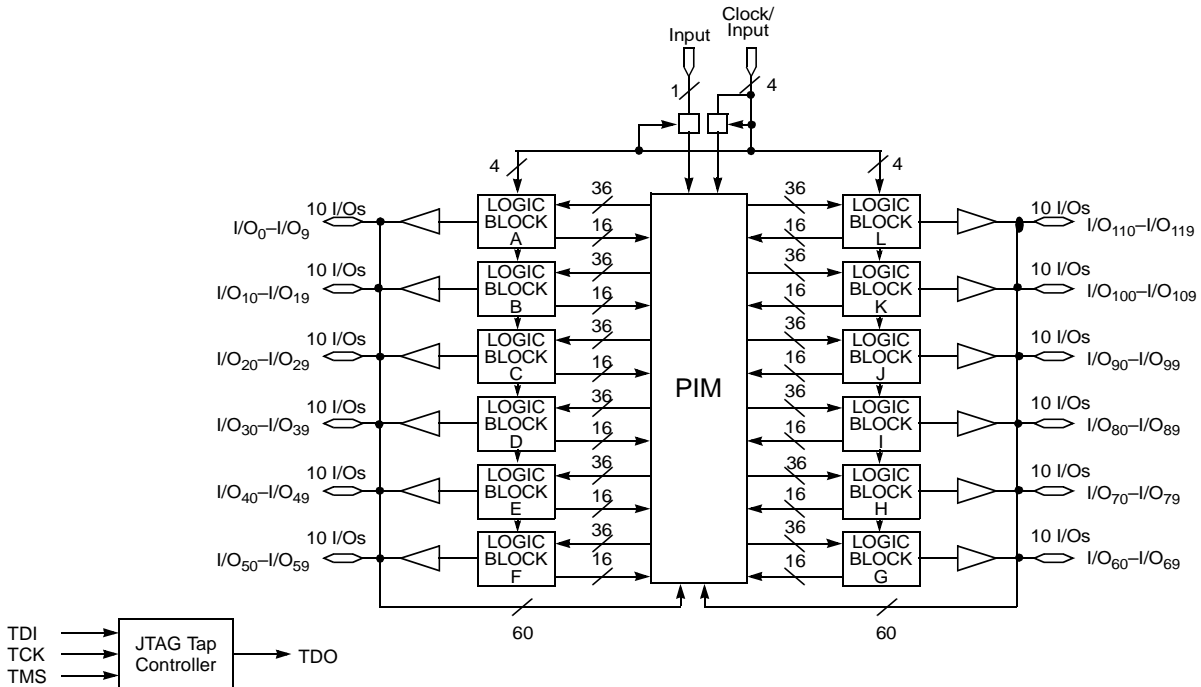 Clock/
Input
Input
1
4
4
4
10 I/Os
I/O0–I/O9
LOGIC
BLOCK
A
36
16
36
16
LOGIC
BLOCK
L
10 I/Os
I/O110–I/O119
10 I/Os
I/O10–I/O19
LOGIC
BLOCK
B
36
16
36
16
LOGIC
BLOCK
K
10 I/Os
I/O100–I/O109
10 I/Os
I/O20–I/O29
LOGIC
BLOCK
C
36
16
PIM
36
16
LOGIC
BLOCK
J
10 I/Os
I/O90–I/O99
10 I/Os
I/O30–I/O39
LOGIC
BLOCK
D
36
16
36
16
LOGIC
BLOCK
I
10 I/Os
I/O80–I/O89
10 I/Os
I/O40–I/O49
LOGIC
BLOCK
E
36
16
36
16
LOGIC
BLOCK
H
10 I/Os
I/O70–I/O79
10 I/Os
I/O50–I/O59
LOGIC
BLOCK
F
36
16
36
16
LOGIC
BLOCK
G
10 I/Os
I/O60–I/O69
60
60
TDI
TCK
TMS
JTAG Tap
Controller
TDO